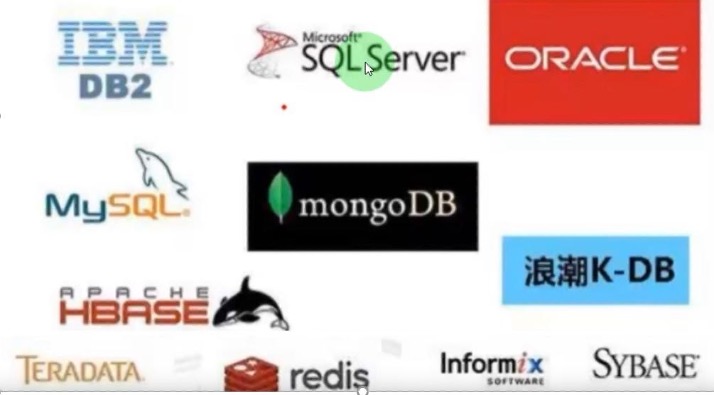 IBM
DB2
Microsoft®
SQL Server®
ORACLE®
MySQL®
mongoDB
浪潮K-DB
APACHE
HBASE
TERADATA
redis
Informix
SOFTWARE
SYBASE